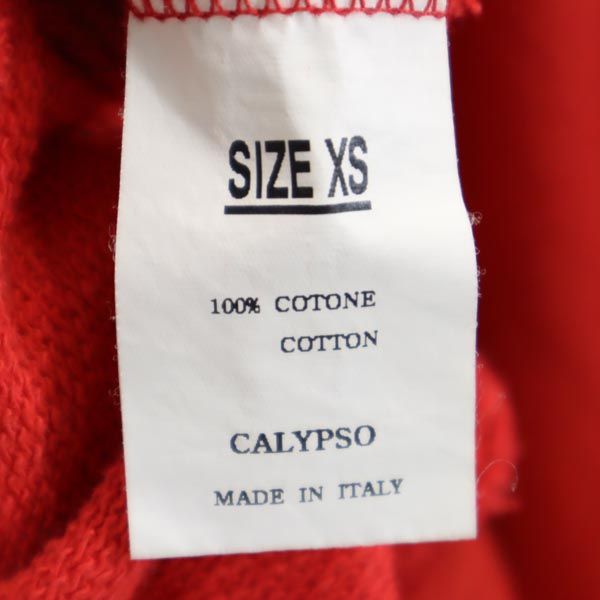 SIZE XS
100% COTONE
COTTON
CALYPSO
MADE IN ITALY